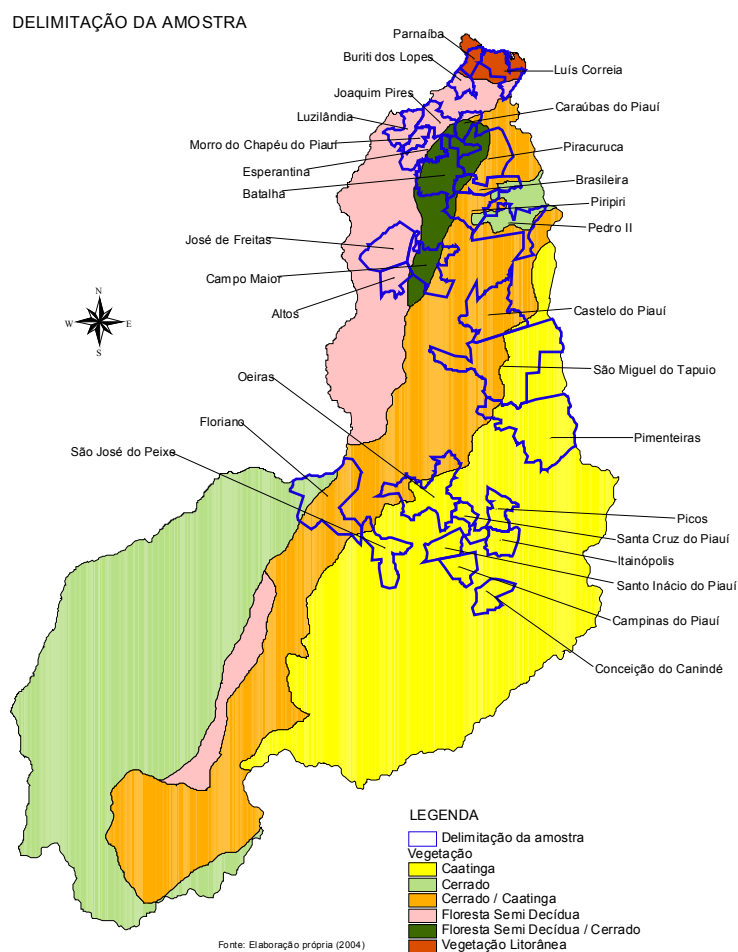 DELIMITAÇÃO DA AMOSTRA
Parnaíba
Buriti dos Lopes
Luís Correia
Joaquim Pires
Caraúbas do Piauí
Luzilândia
Morro do Chapéu do Piauí
Piracuruca
Esperantina
Brasileira
Batalha
Piripiri
Pedro II
José de Freitas
Campo Maior
Altos
Castelo do Piauí
N
W
E
S
São Miguel do Tapuio
Oeiras
Floriano
Pimenteiras
São José do Peixe
Picos
Santa Cruz do Piauí
Itainópolis
Santo Inácio do Piauí
Campinas do Piauí
Conceição do Canindé
LEGENDA
Delimitação da amostra
Vegetação
Caatinga
Cerrado
Cerrado / Caatinga
Floresta Semi Decídua
Floresta Semi Decídua / Cerrado
Vegetação Litorânea
Fonte: Elaboração própria (2004)